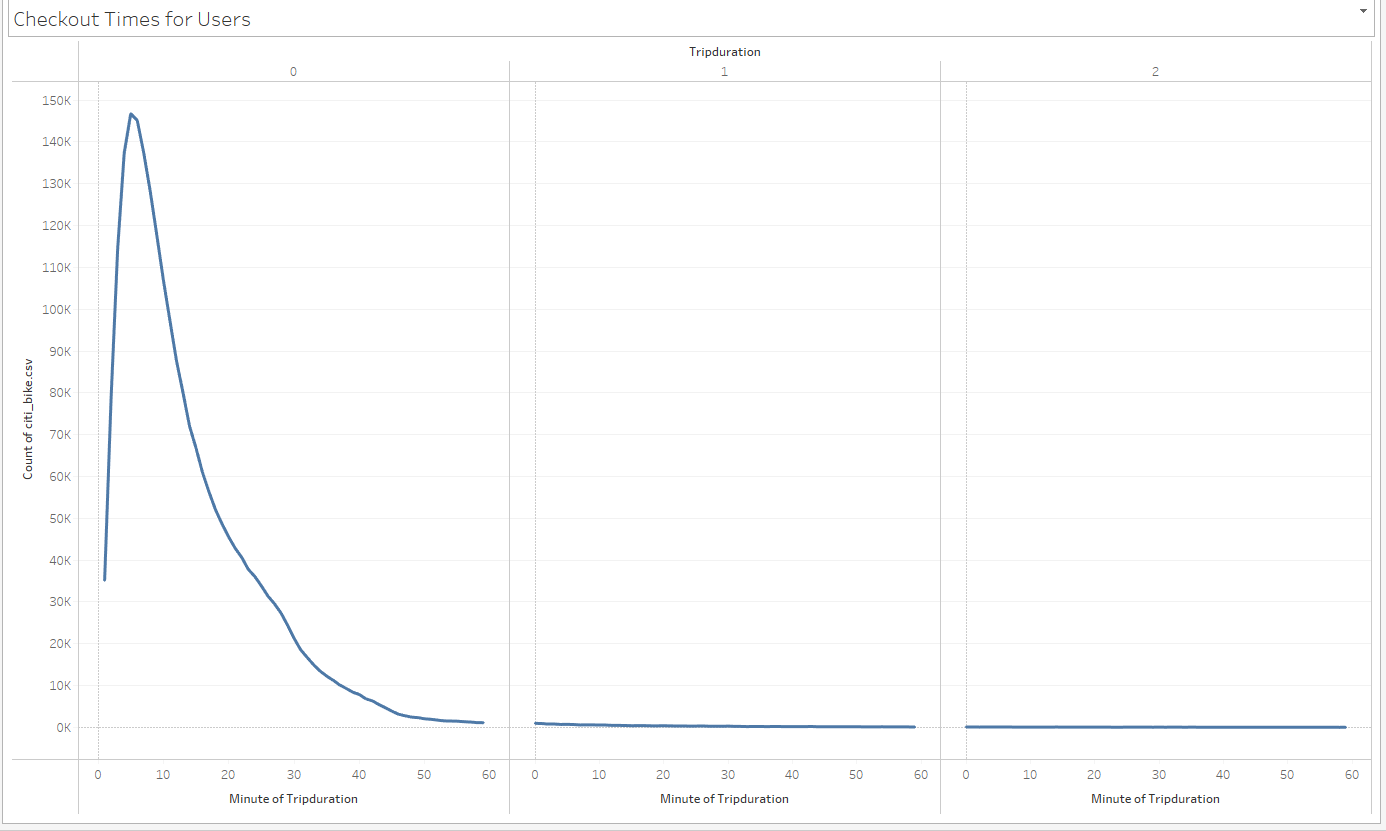 Checkout Times for Users
Tripduration
0 1 2
150K
140K
130K
120K
110K
100K
90K
80K
70K
60K
50K
40K
30K
20K
10K
0K
Count of citi_bike.csv
0 10 20 30 40 50 60 0 10 20 30 40 50 60 0 10 20 30 40 50 60
Minute of Tripduration Minute of Tripduration Minute of Tripduration